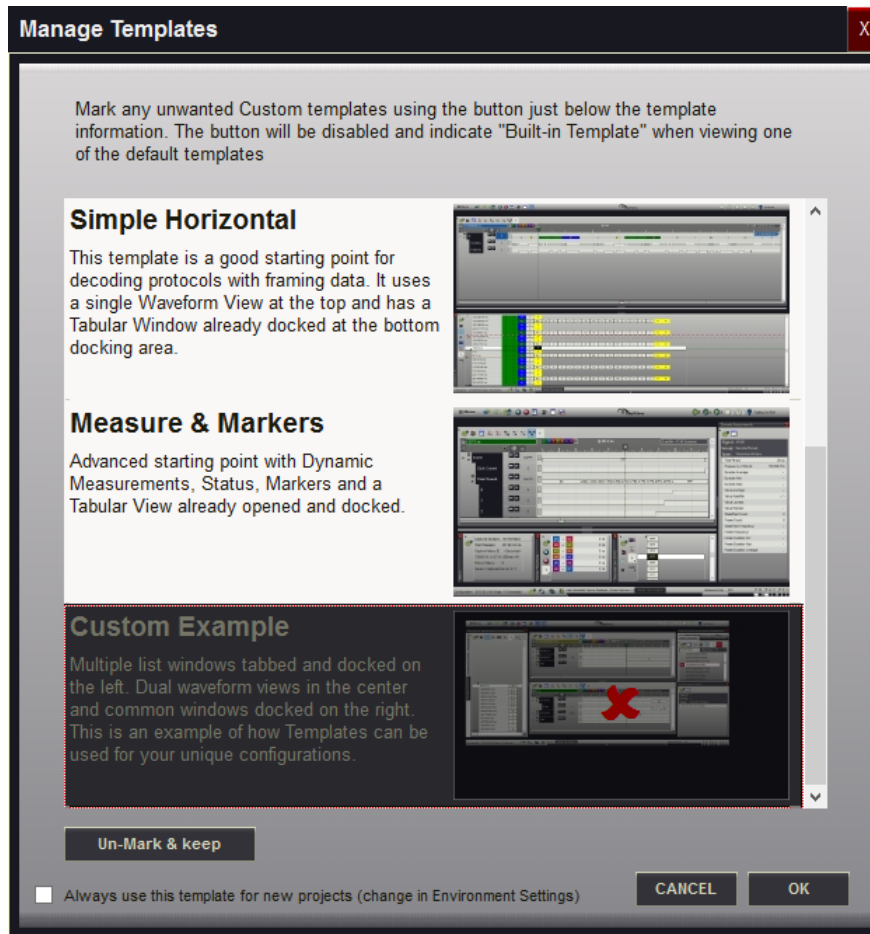 Manage Templates
X
Mark any unwanted Custom templates using the button just below the template
information. The button will be disabled and indicate "Built-in Template" when viewing one
of the default templates
Simple Horizontal
This template is a good starting point for
decoding protocols with framing data. It uses
a single Waveform View at the top and has a
Tabular Window already docked at the bottom
docking area.
Measure & Markers
Advanced starting point with Dynamic
Measurements, Status, Markers and a
Tabular View already opened and docked.
Custom Example
Multiple list windows tabbed and docked on
the left. Dual waveform views in the center
and common windows docked on the right.
This is an example of how Templates can be
used for your unique configurations.
Un-Mark & keep
Always use this template for new projects (change in Environment Settings)
CANCEL
OK